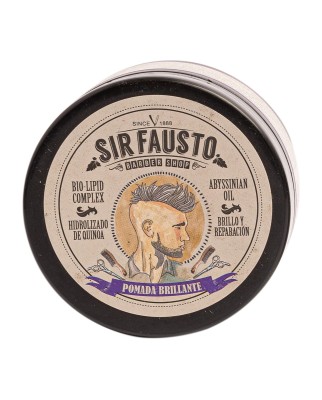 SINCE V 1888
SIR FAUSTO
BARBER SHOP
BIO-LIPID
COMPLEX
HIDROLIZADO
DE QUINOA
ABYSSINIAN
OIL
BRILLO Y
REPARACIÓN
POMADA BRILLANTE